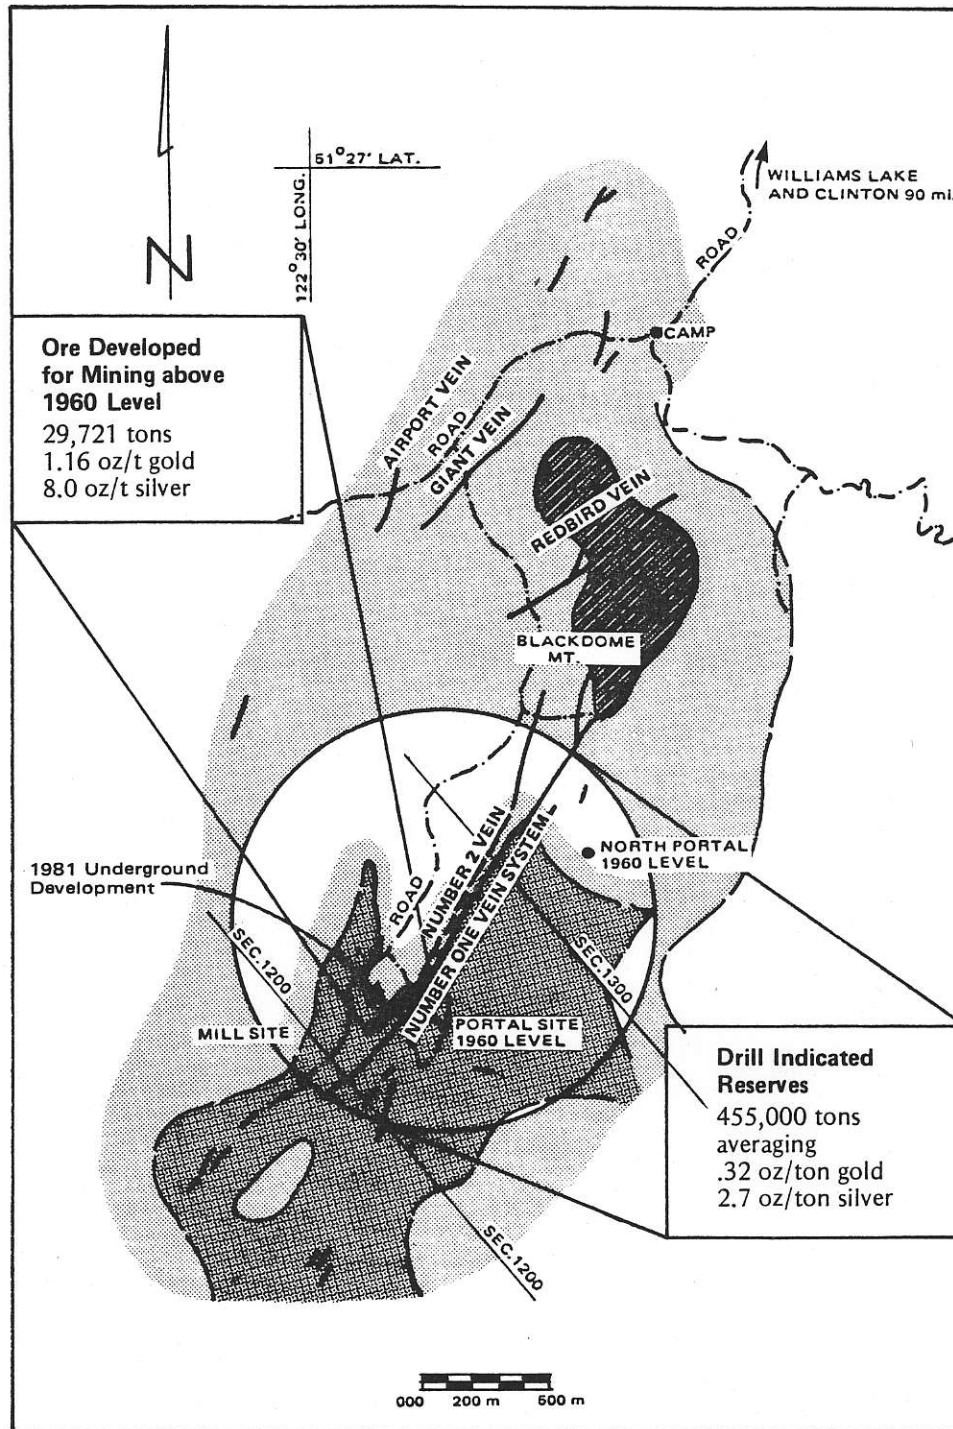 51°27' LAT.
122°30' LONG.
N
WILLIAMS LAKE
AND CLINTON 90 mi.
ROAD
CAMP
Ore Developed
for Mining above
1960 Level
29,721 tons
1.16 oz/t gold
8.0 oz/t silver
AIRPORT VEIN
ROAD
GIANT VEIN
REDBIRD VEIN
BLACKDOME
MT.
1981 Underground
Development
ROAD
NUMBER 2 VEIN
NUMBER ONE VEIN SYSTEM
NORTH PORTAL
1960 LEVEL
SEC. 1200
SEC. 1300
MILL SITE
PORTAL SITE
1960 LEVEL
Drill Indicated
Reserves
455,000 tons
averaging
.32 oz/ton gold
2.7 oz/ton silver
SEC. 1200
000 200 m 500 m